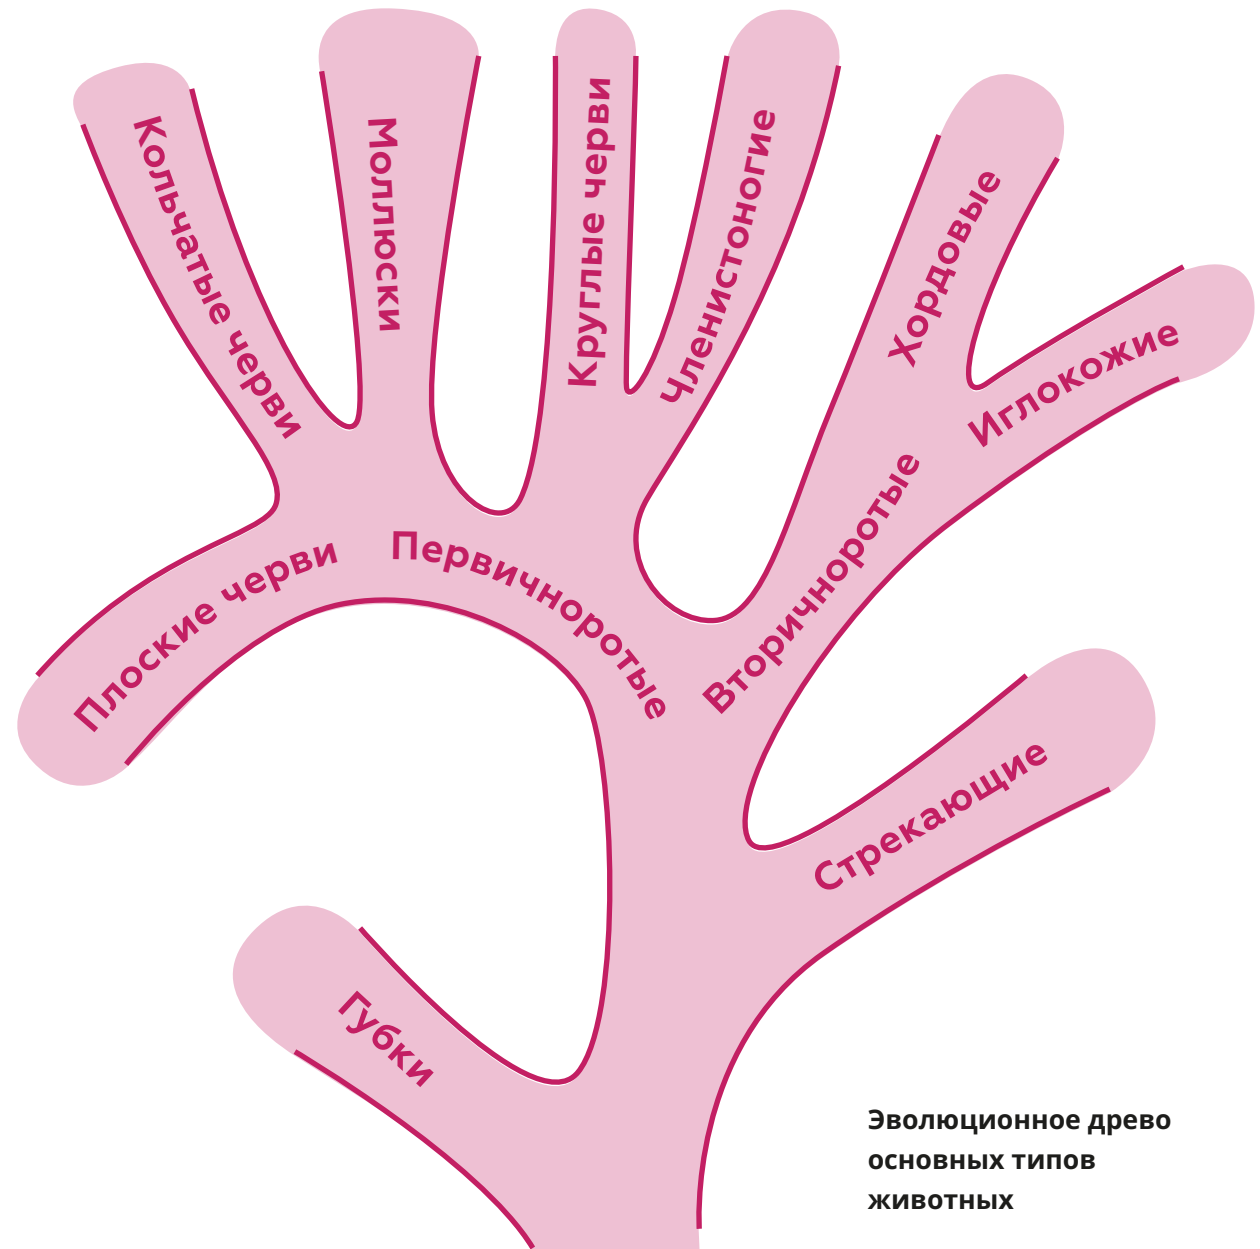 Кольчатые черви
Моллюски
Круглые черви
Членистоногие
Хордовые
Иглокожие
Плоские черви
Первичноротые
Вторичноротые
Стрекающие
Губки
Эволюционное древо
основных типов
животных